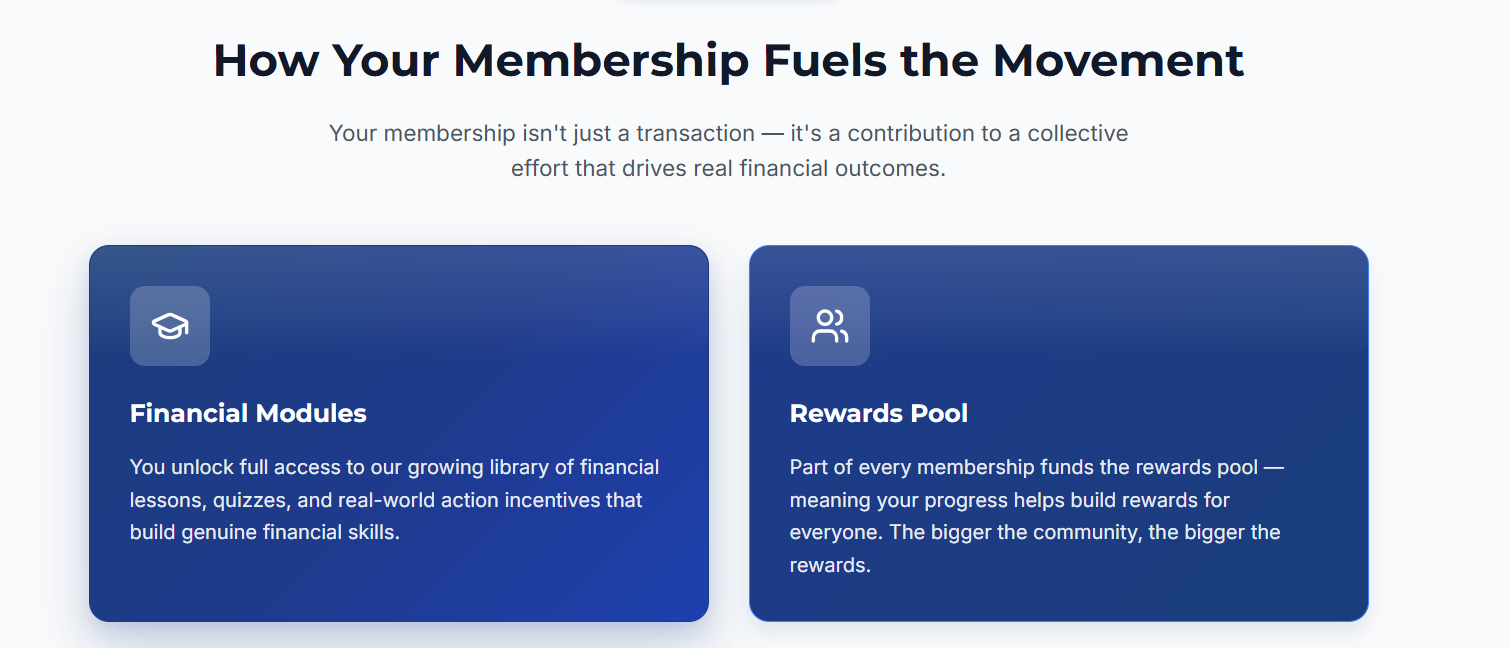 How Your Membership Fuels the Movement
Your membership isn't just a transaction — it's a contribution to a collective
effort that drives real financial outcomes.
Financial Modules
You unlock full access to our growing library of financial
lessons, quizzes, and real-world action incentives that
build genuine financial skills.
Rewards Pool
Part of every membership funds the rewards pool —
meaning your progress helps build rewards for
everyone. The bigger the community, the bigger the
rewards.